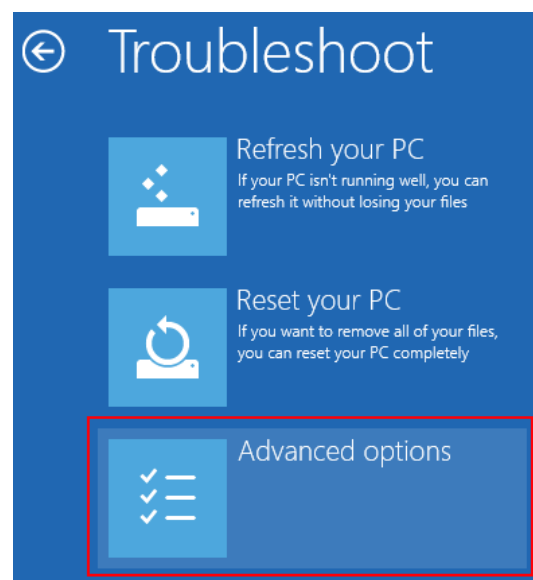 Troubleshoot
Refresh your PC
If your PC isn't running well, you can
refresh it without losing your files
Reset your PC
If you want to remove all of your files,
you can reset your PC completely
Advanced options